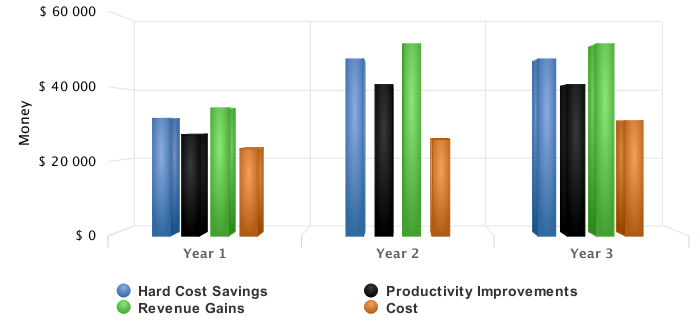 $ 60 000
$ 40 000
$ 20 000
$ 0
Money
Year 1
Year 2
Year 3
Hard Cost Savings
Productivity Improvements
Revenue Gains
Cost